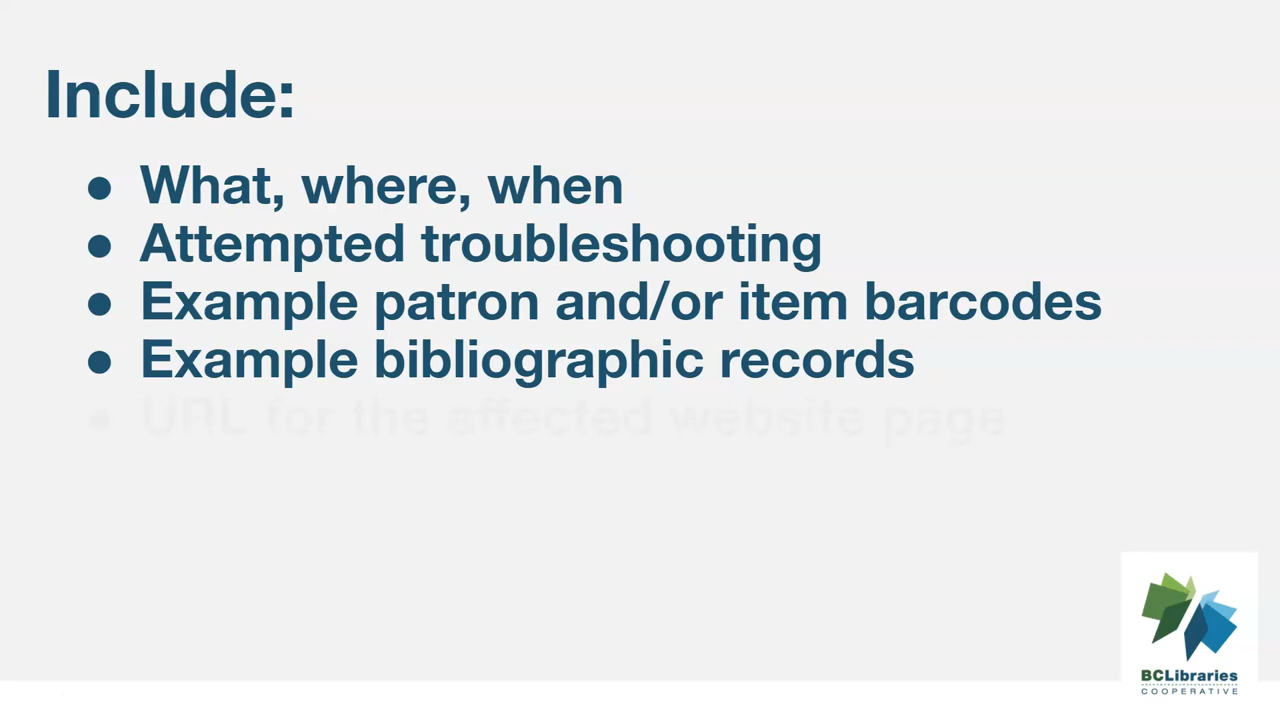 Include:
● What, where, when
● Attempted troubleshooting
● Example patron and/or item barcodes
● Example bibliographic records
● URL for the affected website page
BCLibraries
COOPERATIVE